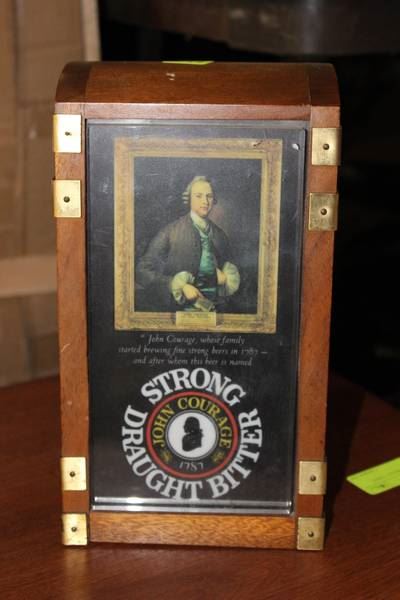 " John Courage, whose family
started brewing fine strong beers in 1787 –
and after whom this beer is named
STRONG
DRAUGHT BITTER
JOHN COURAGE
1787